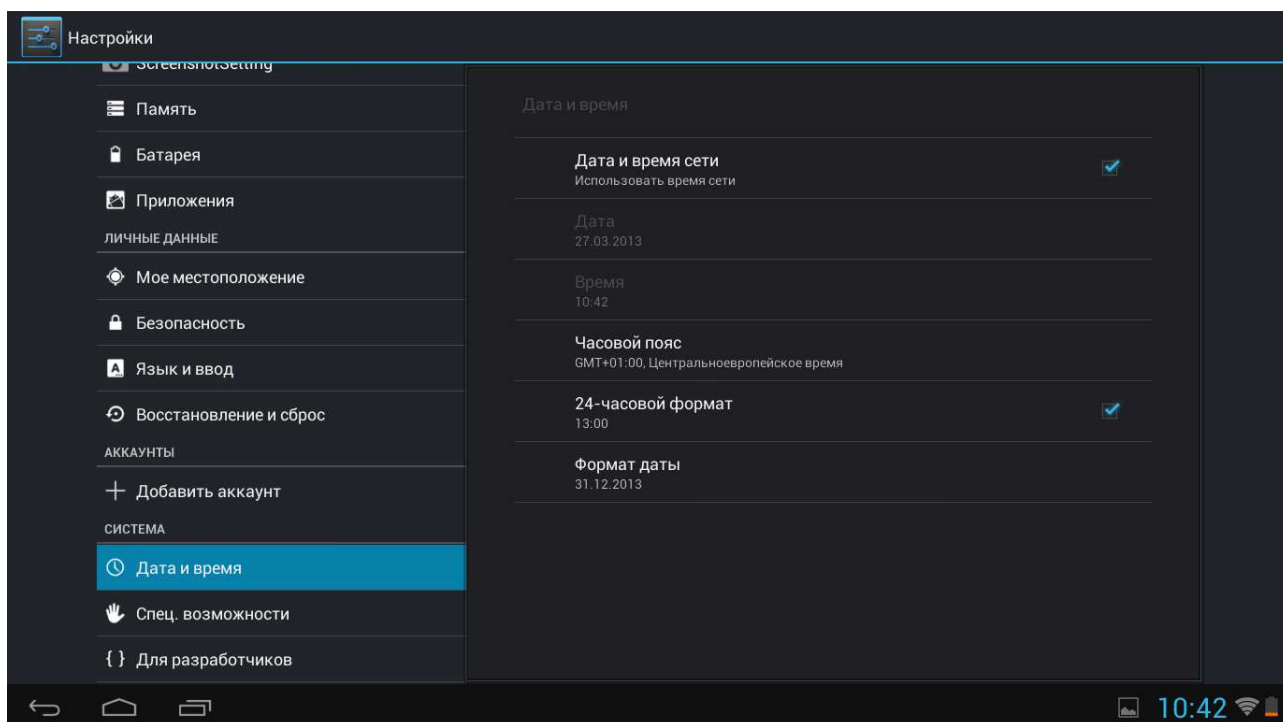 Настройки
ScreenshotSetting
Память
Батарея
Приложения
ЛИЧНЫЕ ДАННЫЕ
Мое местоположение
Безопасность
Язык и ввод
Восстановление и сброс
АККАУНТЫ
Добавить аккаунт
СИСТЕМА
Дата и время
Спец. возможности
{ } Для разработчиков
Дата и время
Дата и время сети
Использовать время сети
Дата
27.03.2013
Время
10:42
Часовой пояс
GMT+01:00, Центральноевропейское время
24-часовой формат
13:00
Формат даты
31.12.2013
10:42